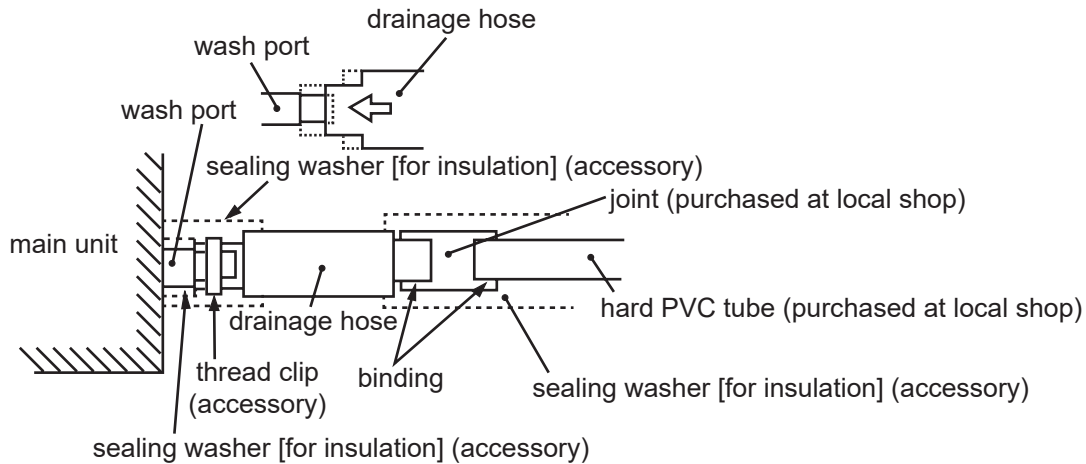 drainage hose
wash port
wash port
sealing washer [for insulation] (accessory)
joint (purchased at local shop)
main unit
hard PVC tube (purchased at local shop)
drainage hose
thread clip
(accessory)
binding
sealing washer [for insulation] (accessory)
sealing washer [for insulation] (accessory)